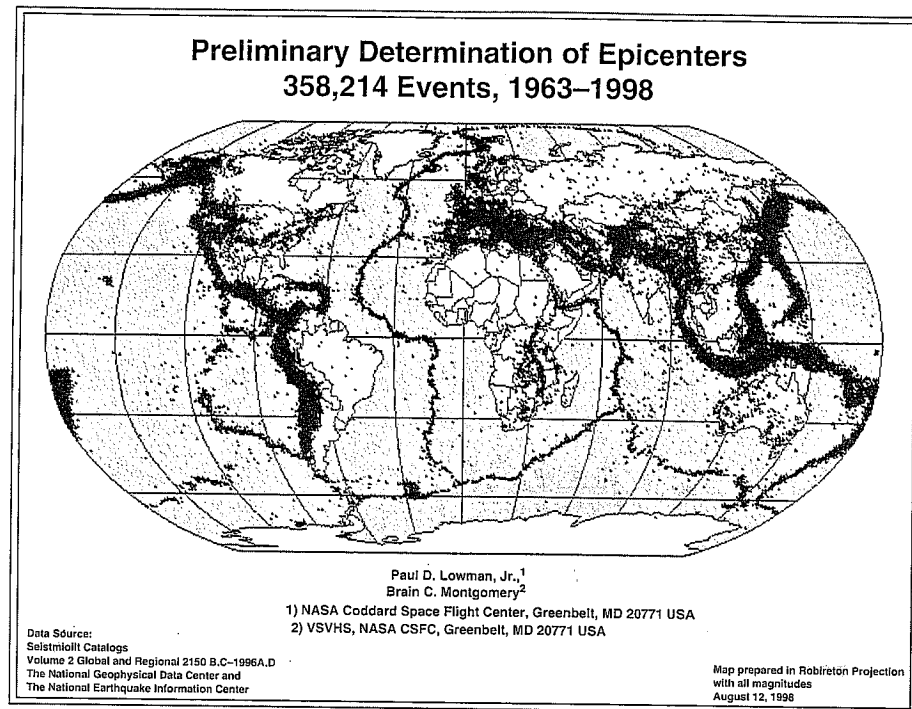 Preliminary Determination of Epicenters
358,214 Events, 1963–1998
Paul D. Lowman, Jr.,1
Brain C. Montgomery2
1) NASA Coddard Space Flight Center, Greenbelt, MD 20771 USA
2) VSVHS, NASA CSFC, Greenbelt, MD 20771 USA
Data Source:
Seistmioilt Catalogs
Volume 2 Global and Regional 2150 B.C–1996A.D
The National Geophysical Data Center and
The National Earthquake Information Center
Map prepared in Robireton Projection
with all magnitudes
August 12, 1998